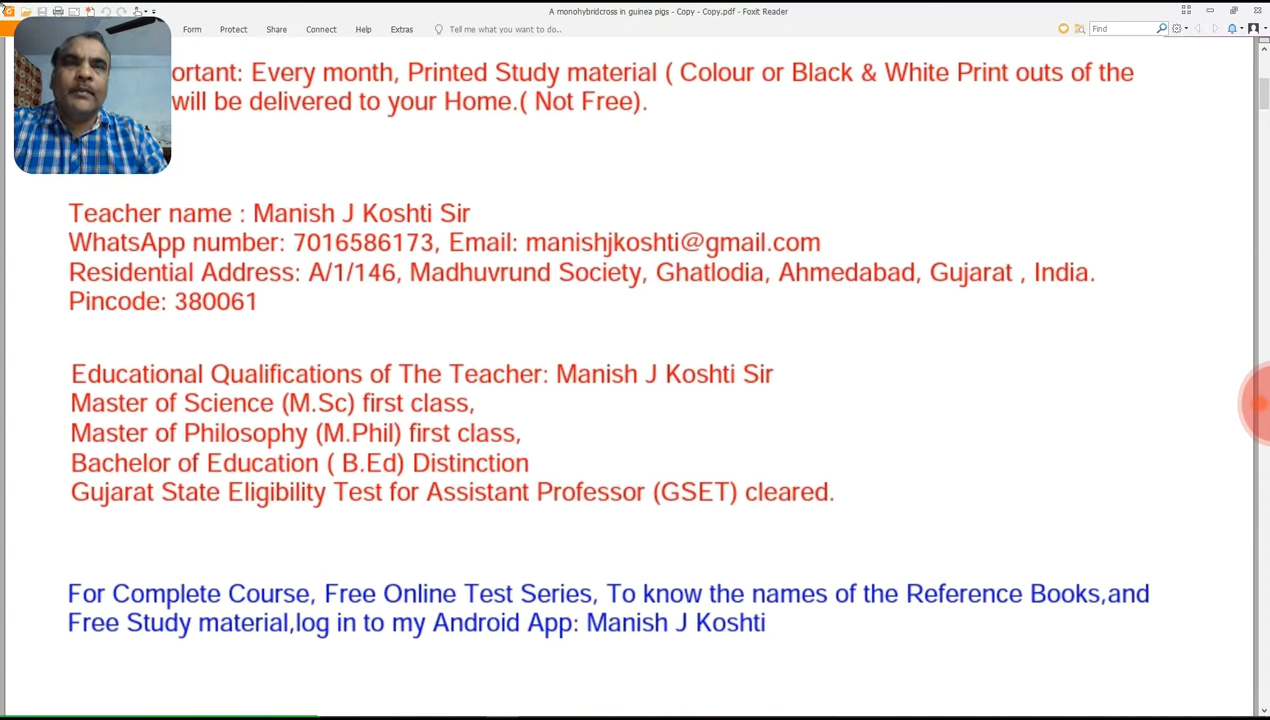 A monohybridcross in guinea pigs - Copy - Copy.pdf - Foxit Reader
Form Protect Share Connect Help Extras Tell me what you want to do... Find
ortant: Every month, Printed Study material ( Colour or Black & White Print outs of the
will be delivered to your Home.( Not Free).
Teacher name : Manish J Koshti Sir
WhatsApp number: 7016586173, Email: manishjkoshti@gmail.com
Residential Address: A/1/146, Madhuvrund Society, Ghatlodia, Ahmedabad, Gujarat , India.
Pincode: 380061
Educational Qualifications of The Teacher: Manish J Koshti Sir
Master of Science (M.Sc) first class,
Master of Philosophy (M.Phil) first class,
Bachelor of Education ( B.Ed) Distinction
Gujarat State Eligibility Test for Assistant Professor (GSET) cleared.
For Complete Course, Free Online Test Series, To know the names of the Reference Books,and
Free Study material,log in to my Android App: Manish J Koshti